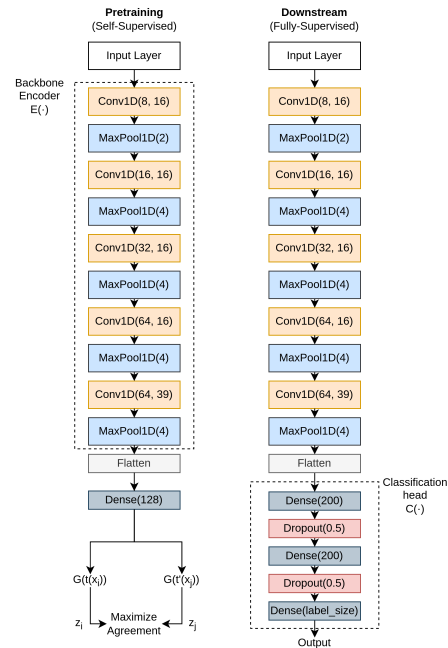 Pretraining
(Self-Supervised)
Input Layer
Backbone
Encoder
E(·)
Conv1D(8, 16)
MaxPool1D(2)
Conv1D(16, 16)
MaxPool1D(4)
Conv1D(32, 16)
MaxPool1D(4)
Conv1D(64, 16)
MaxPool1D(4)
Conv1D(64, 39)
MaxPool1D(4)
Flatten
Dense(128)
G(t(xi))
G(t'(xj))
zi
Maximize
Agreement
zj
Downstream
(Fully-Supervised)
Input Layer
Conv1D(8, 16)
MaxPool1D(2)
Conv1D(16, 16)
MaxPool1D(4)
Conv1D(32, 16)
MaxPool1D(4)
Conv1D(64, 16)
MaxPool1D(4)
Conv1D(64, 39)
MaxPool1D(4)
Flatten
Classification
head
C(·)
Dense(200)
Dropout(0.5)
Dense(200)
Dropout(0.5)
Dense(label_size)
Output